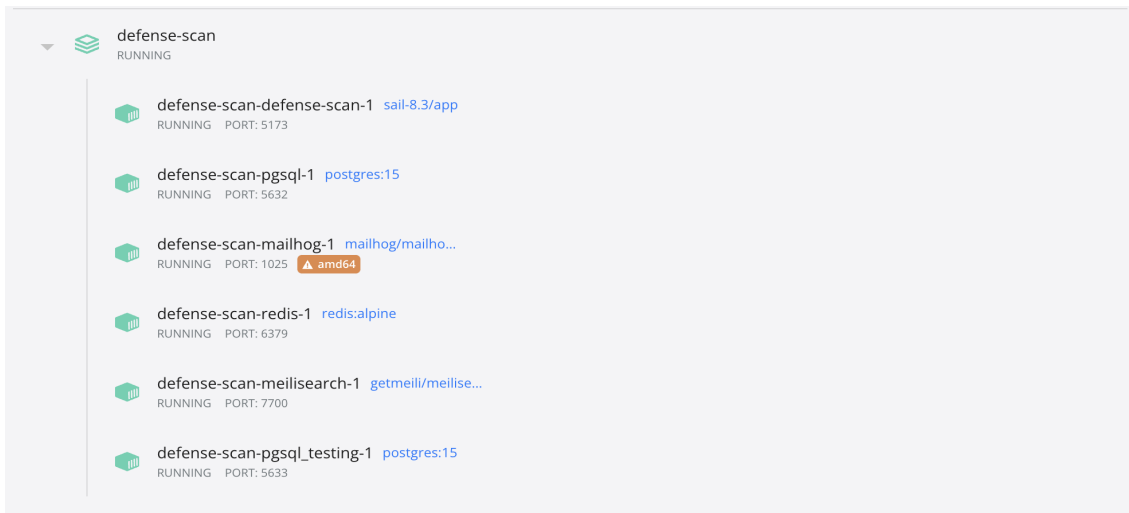 defense-scan
RUNNING
defense-scan-defense-scan-1 sail-8.3/app
RUNNING PORT: 5173
defense-scan-pgsql-1 postgres:15
RUNNING PORT: 5632
defense-scan-mailhog-1 mailhog/mailho...
RUNNING PORT: 1025 amd64
defense-scan-redis-1 redis:alpine
RUNNING PORT: 6379
defense-scan-meilisearch-1 getmeili/meilise...
RUNNING PORT: 7700
defense-scan-pgsql_testing-1 postgres:15
RUNNING PORT: 5633